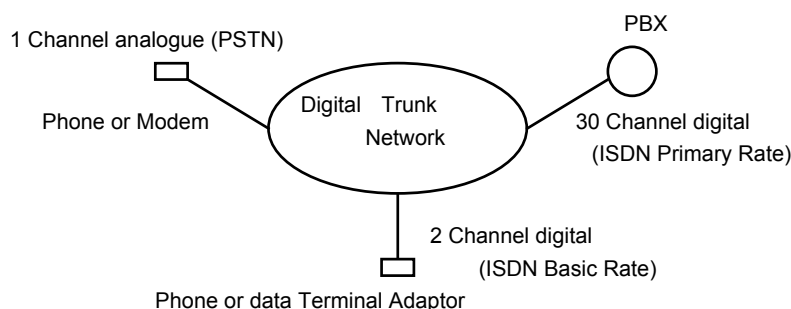 PBX
1 Channel analogue (PSTN)
Digital Trunk
Network
Phone or Modem
30 Channel digital
(ISDN Primary Rate)
2 Channel digital
(ISDN Basic Rate)
Phone or data Terminal Adaptor